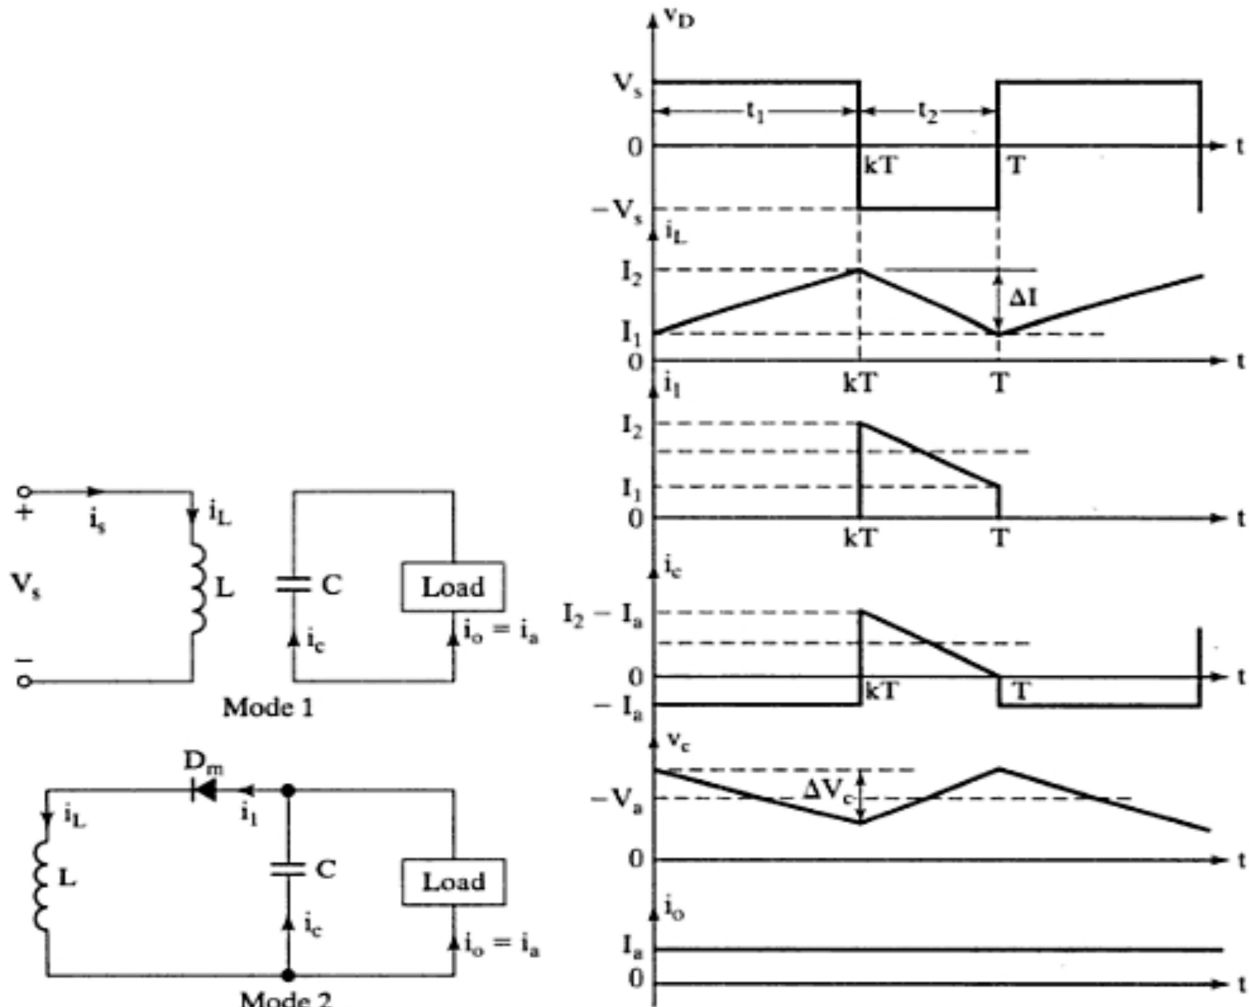 +
i_s
i_L
V_s
L
C
Load
i_c
i_o = i_a
−
Mode 1
D_m
i_L
i_1
L
C
Load
i_c
i_o = i_a
Mode 2
v_D
V_s
t_1
t_2
0
kT
T
t
−V_s
i_L
I_2
ΔI
I_1
0
t
kT
T
i_1
I_2
I_1
0
t
kT
T
i_c
I_2 − I_a
0
kT
T
t
− I_a
v_c
ΔV_c
−V_a
0
t
i_o
I_a
0
t